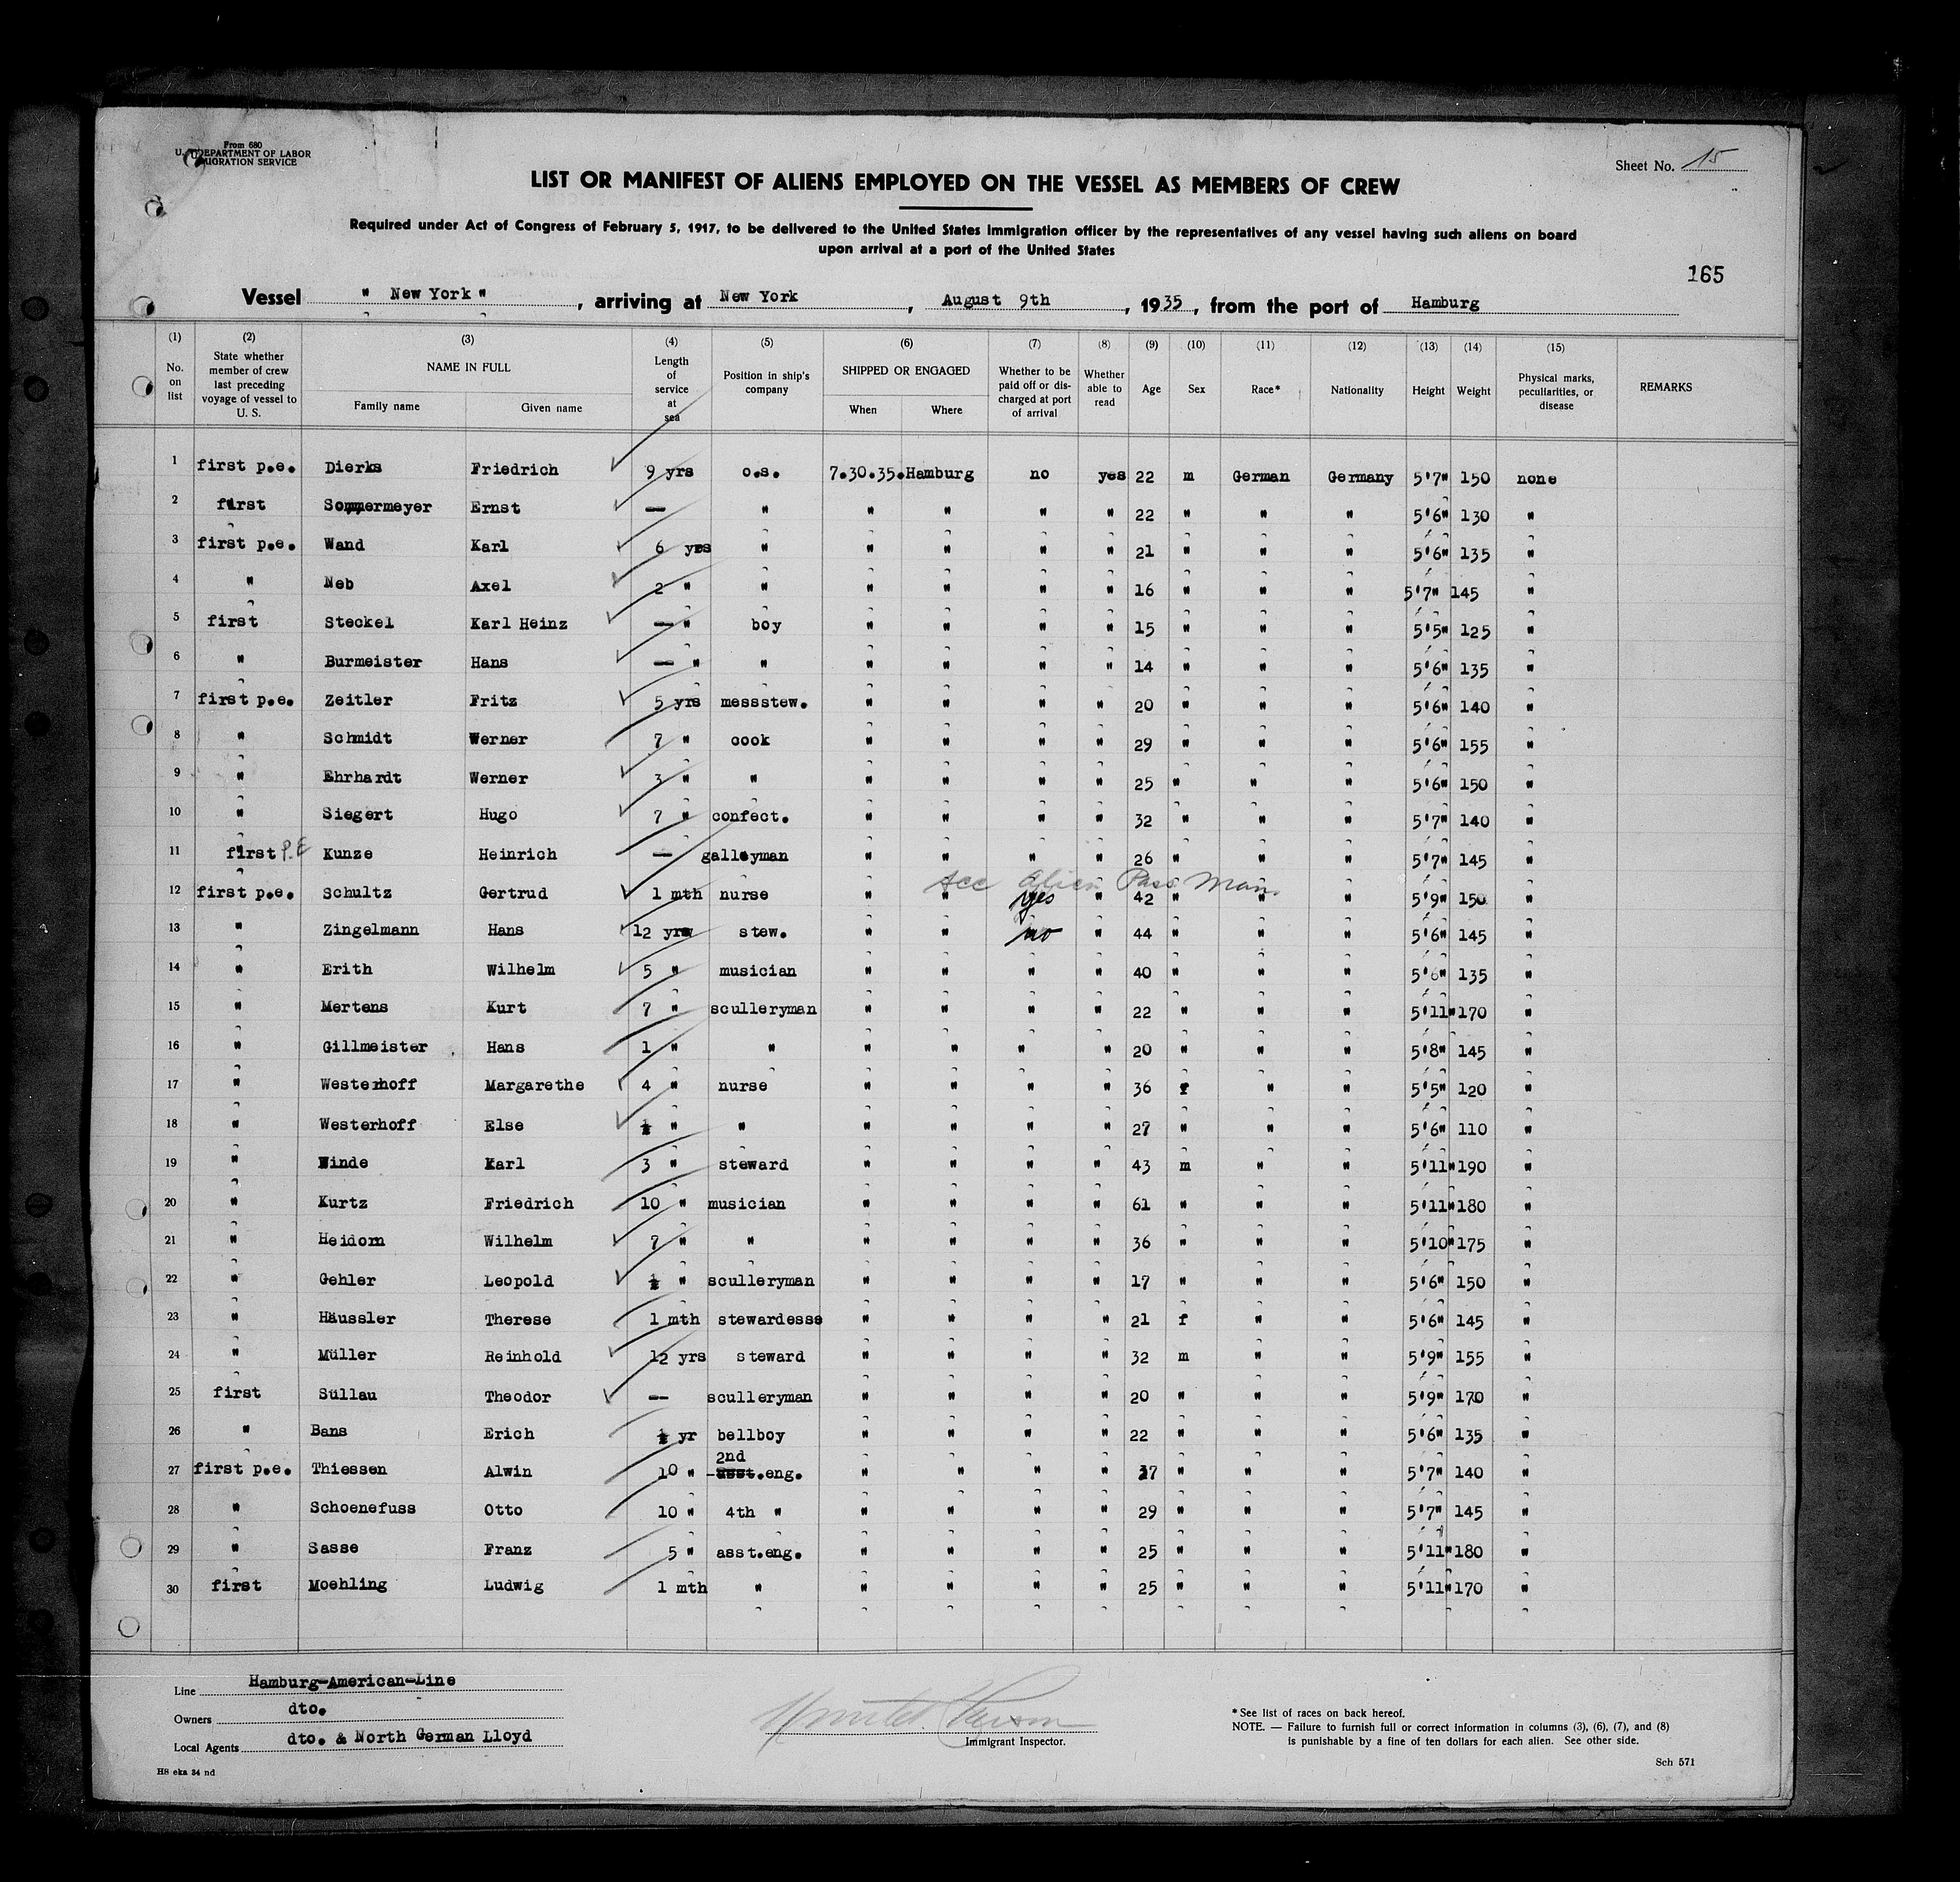 From 680
U. S. DEPARTMENT OF LABOR
IMMIGRATION SERVICE
Sheet No. 15
LIST OR MANIFEST OF ALIENS EMPLOYED ON THE VESSEL AS MEMBERS OF CREW
Required under Act of Congress of February 5, 1917, to be delivered to the United States Immigration officer by the representatives of any vessel having such aliens on board
upon arrival at a port of the United States
165
Vessel " New York " , arriving at New York , August 9th , 1935 , from the port of Hamburg
(1) (2) (3) (4) (5) (6) (7) (8) (9) (10) (11) (12) (13) (14) (15)
No. on list State whether member of crew last preceding voyage of vessel to U. S. NAME IN FULL Family name Given name Length of service at sea Position in ship's company SHIPPED OR ENGAGED When Where Whether to be paid off or discharged at port of arrival Whether able to read Age Sex Race* Nationality Height Weight Physical marks, peculiarities, or disease REMARKS
1 first p.e. Dierks Friedrich 9 yrs o.s. 7.30.35. Hamburg no yes 22 m German Germany 5'7" 150 none
2 first Sommermeyer Ernst — " " " " " 22 " " " 5'6" 130 "
3 first p.e. Wand Karl 6 yrs " " " " " 21 " " " 5'6" 135 "
4 " Neb Axel 2 " " " " " " 16 " " " 5'7" 145 "
5 first Steckel Karl Heinz — " boy " " " " 15 " " " 5'5" 125 "
6 " Burmeister Hans — " " " " " " 14 " " " 5'6" 135 "
7 first p.e. Zeitler Fritz 5 yrs messstew. " " " " 20 " " " 5'6" 140 "
8 " Schmidt Werner 7 " cook " " " " 29 " " " 5'6" 155 "
9 " Ehrhardt Werner 3 " " " " " " 25 " " " 5'6" 150 "
10 " Siegert Hugo 7 " confect. " " " " 32 " " " 5'7" 140 "
11 first P.E Kunze Heinrich — galleyman " " " " 26 " " " 5'7" 145 "
see Alien Pass. Man.
12 first p.e. Schultz Gertrud 1 mth nurse " " yes " 42 " " " 5'9" 150 "
13 " Zingelmann Hans 12 yrs stew. " " no " 44 " " " 5'6" 145 "
14 " Erith Wilhelm 5 " musician " " " " 40 " " " 5'6" 135 "
15 " Mertens Kurt 7 " sculleryman " " " " 22 " " " 5'11" 170 "
16 " Gillmeister Hans 1 " " " " " " 20 " " " 5'8" 145 "
17 " Westerhoff Margarethe 4 " nurse " " " " 36 f " " 5'5" 120 "
18 " Westerhoff Else ½ " " " " " " 27 " " " 5'6" 110 "
19 " Winde Karl 3 " steward " " " " 43 m " " 5'11" 190 "
20 " Kurtz Friedrich 10 " musician " " " " 61 " " " 5'11" 180 "
21 " Heidorn Wilhelm 7 " " " " " " 36 " " " 5'10" 175 "
22 " Gehler Leopold ½ " sculleryman " " " " 17 " " " 5'6" 150 "
23 " Häussler Therese 1 mth stewardesse " " " " 21 f " " 5'6" 145 "
24 " Müller Reinhold 12 yrs steward " " " " 32 m " " 5'9" 155 "
25 first Süllau Theodor -- sculleryman " " " " 20 " " " 5'9" 170 "
26 " Bans Erich ½ yr bellboy " " " " 22 " " " 5'6" 135 "
27 first p.e. Thiessen Alwin 10 " 2nd asst.eng. " " " " 37 " " " 5'7" 140 "
28 " Schoenefuss Otto 10 " 4th " " " " " 29 " " " 5'7" 145 "
29 " Sasse Franz 5 " asst.eng. " " " " 25 " " " 5'11" 180 "
30 first Moehling Ludwig 1 mth " " " " " 25 " " " 5'11" 170 "
Line Hamburg-American-Line
Owners dto.
Local Agents dto. & North German Lloyd
Immigrant Inspector.
* See list of races on back hereof.
NOTE. — Failure to furnish full or correct information in columns (3), (6), (7), and (8)
is punishable by a fine of ten dollars for each alien. See other side.
H8 eka 34 nd
Sch 571